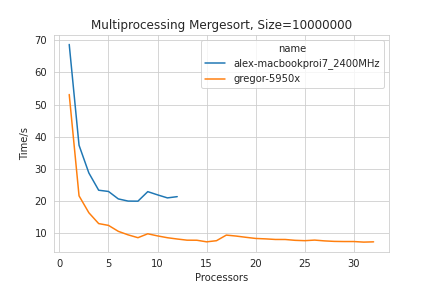 Multiprocessing Mergesort, Size=10000000
name
alex-macbookproi7_2400MHz
gregor-5950x
Time/s
70
60
50
40
30
20
10
0 5 10 15 20 25 30
Processors